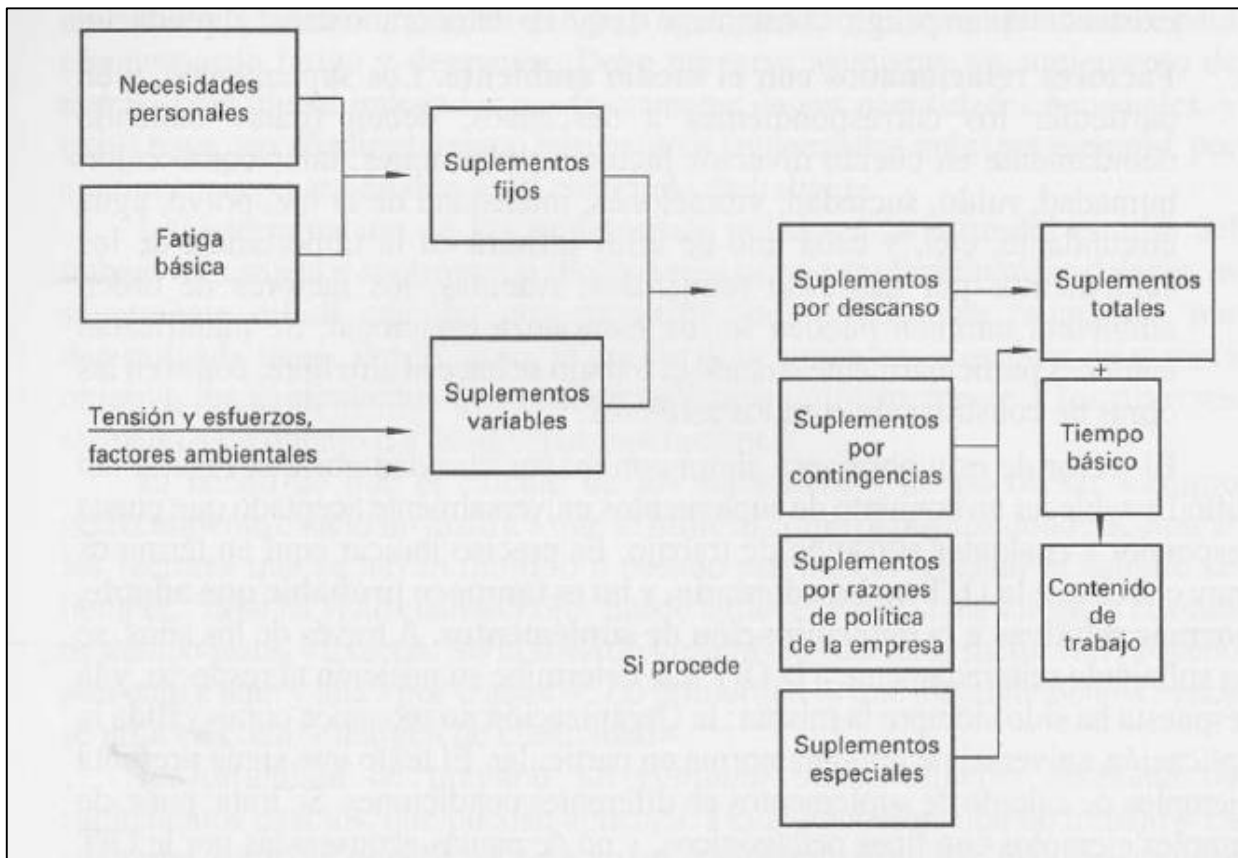 Necesidades
personales
Fatiga
básica
Suplementos
fijos
Suplementos
variables
Tensión y esfuerzos,
factores ambientales
Suplementos
por descanso
Suplementos
totales
+
Tiempo
básico
Contenido
de
trabajo
Suplementos
por
contingencias
Suplementos
por razones
de política
de la empresa
Si procede
Suplementos
especiales